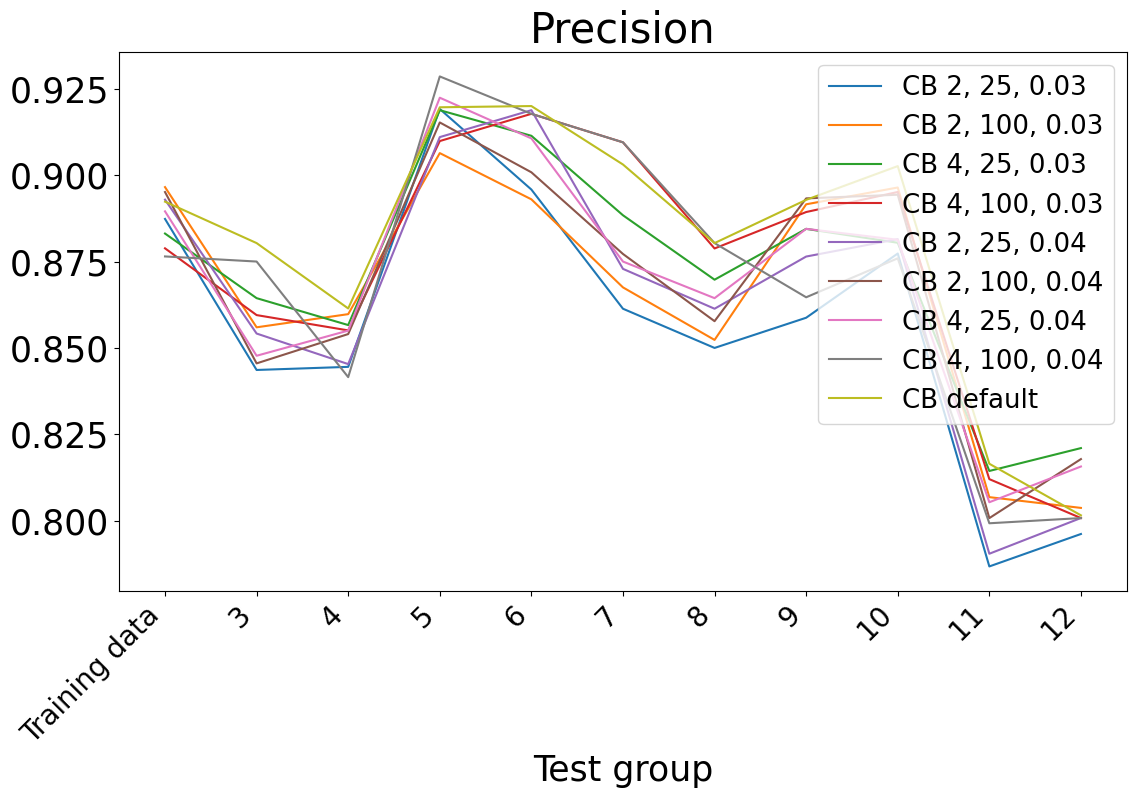 Precision
0.925
0.900
0.875
0.850
0.825
0.800
CB 2, 25, 0.03
CB 2, 100, 0.03
CB 4, 25, 0.03
CB 4, 100, 0.03
CB 2, 25, 0.04
CB 2, 100, 0.04
CB 4, 25, 0.04
CB 4, 100, 0.04
CB default
Training data
3
4
5
6
7
8
9
10
11
12
Test group